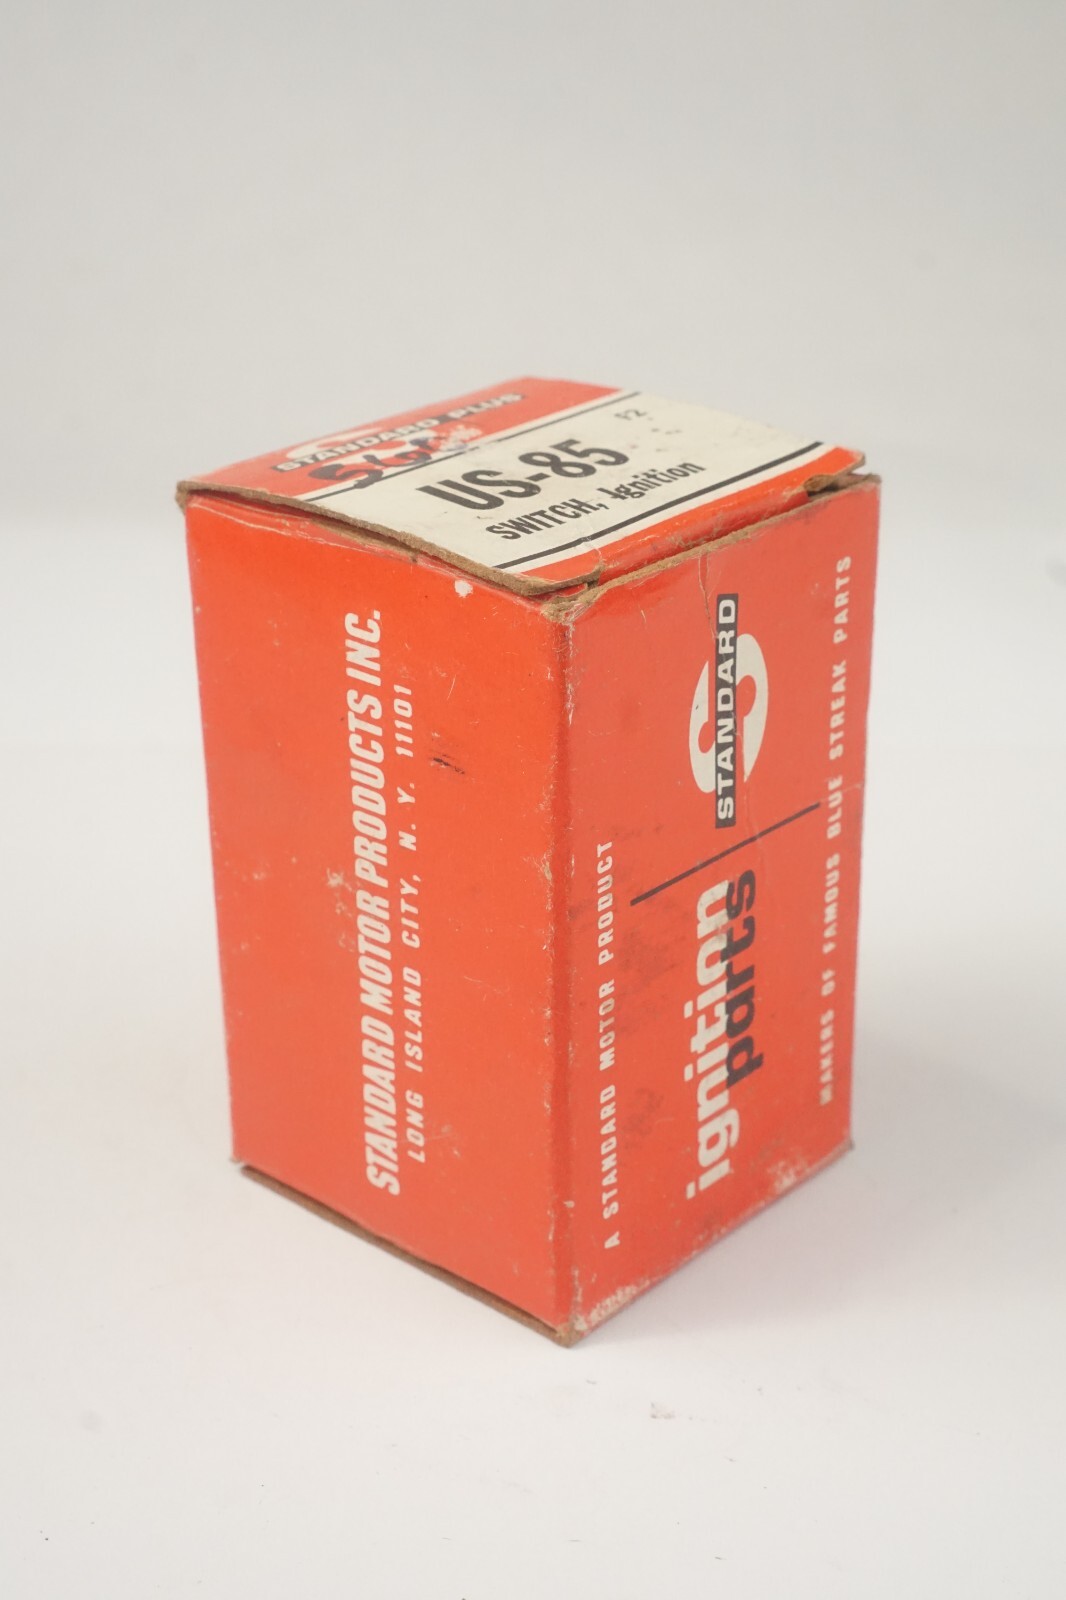 STANDARD PLUS
US-85
F2
SWITCH, Ignition
STANDARD MOTOR PRODUCTS INC.
LONG ISLAND CITY, N. Y. 11101
A STANDARD MOTOR PRODUCT
ignition
parts
STANDARD
MAKERS OF FAMOUS BLUE STREAK PARTS